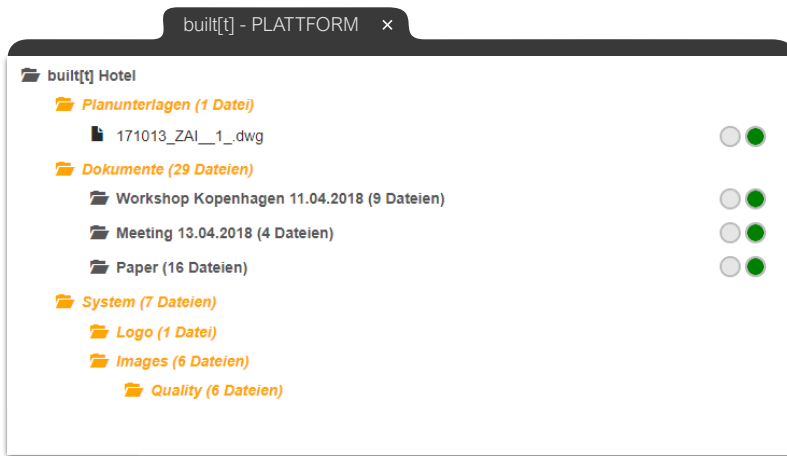 built[t] - PLATTFORM ×
built[t] Hotel
Planunterlagen (1 Datei)
171013_ZAI__1_.dwg
Dokumente (29 Dateien)
Workshop Kopenhagen 11.04.2018 (9 Dateien)
Meeting 13.04.2018 (4 Dateien)
Paper (16 Dateien)
System (7 Dateien)
Logo (1 Datei)
Images (6 Dateien)
Quality (6 Dateien)